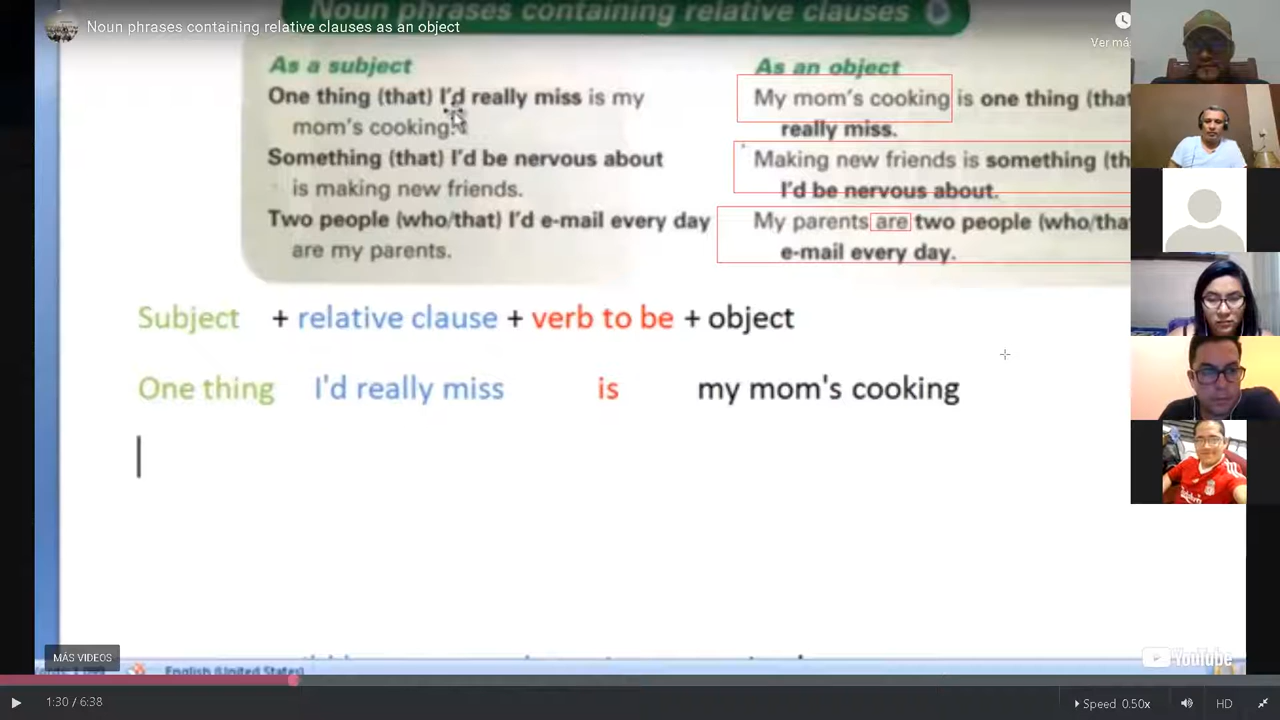 Noun phrases containing relative clauses
Noun phrases containing relative clauses as an object
Ver más
As a subject
One thing (that) I'd really miss is my
mom's cooking.
Something (that) I'd be nervous about
is making new friends.
Two people (who/that) I'd e-mail every day
are my parents.
As an object
My mom's cooking is one thing (that
really miss.
Making new friends is something (th
I'd be nervous about.
My parents are two people (who/tha
e-mail every day.
Subject + relative clause + verb to be + object
One thing I'd really miss is my mom's cooking
MÁS VIDEOS
English (United States)
YouTube
1:30 / 6:38
Speed 0.50x
HD